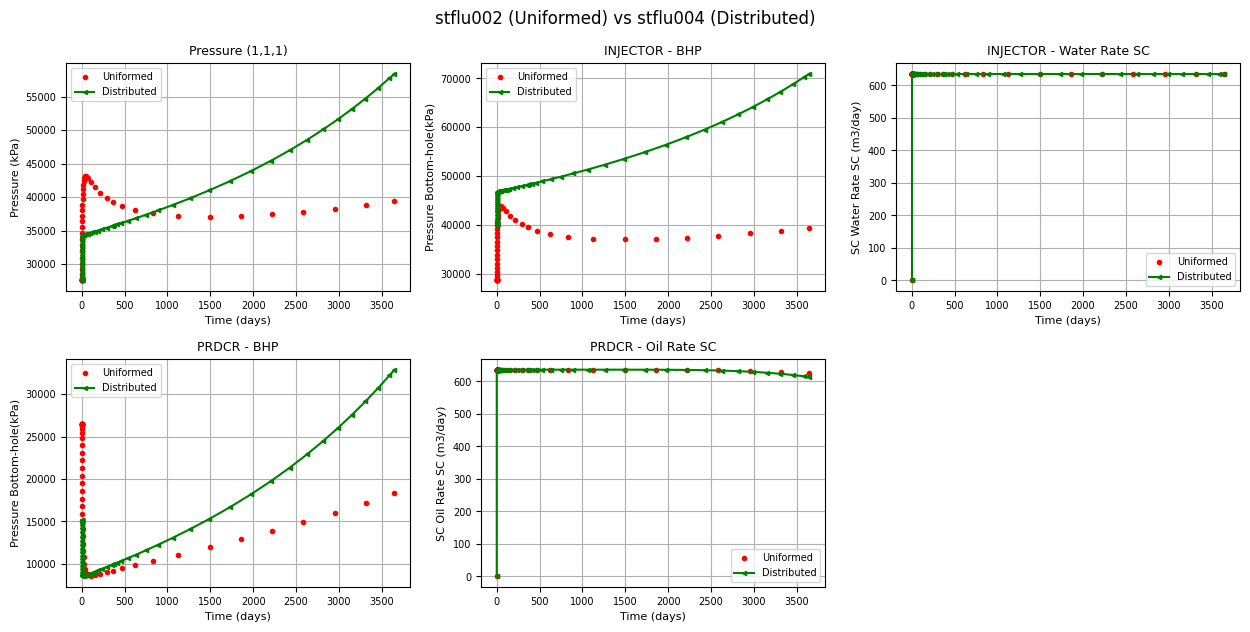 stflu002 (Uniformed) vs stflu004 (Distributed)
Pressure (1,1,1)
Pressure (kPa)
55000
50000
45000
40000
35000
30000
Uniformed
Distributed
0 500 1000 1500 2000 2500 3000 3500
Time (days)
INJECTOR - BHP
Pressure Bottom-hole(kPa)
70000
60000
50000
40000
30000
Uniformed
Distributed
0 500 1000 1500 2000 2500 3000 3500
Time (days)
INJECTOR - Water Rate SC
SC Water Rate SC (m3/day)
600
500
400
300
200
100
0
Uniformed
Distributed
0 500 1000 1500 2000 2500 3000 3500
Time (days)
PRDCR - BHP
Pressure Bottom-hole(kPa)
30000
25000
20000
15000
10000
Uniformed
Distributed
0 500 1000 1500 2000 2500 3000 3500
Time (days)
PRDCR - Oil Rate SC
SC Oil Rate SC (m3/day)
600
500
400
300
200
100
0
Uniformed
Distributed
0 500 1000 1500 2000 2500 3000 3500
Time (days)